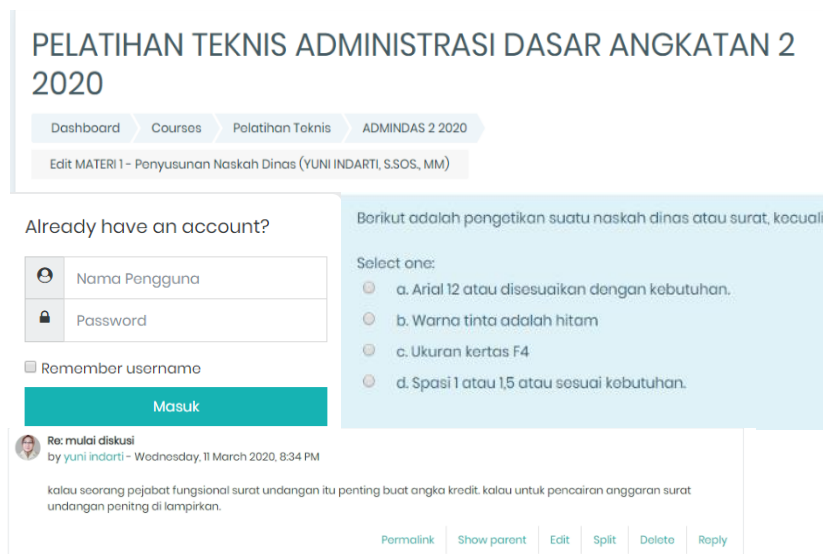 PELATIHAN TEKNIS ADMINISTRASI DASAR ANGKATAN 2
2020
Dashboard Courses Pelatihan Teknis ADMINDAS 2 2020
Edit MATERI 1 - Penyusunan Naskah Dinas (YUNI INDARTI, S.SOS., MM)
Already have an account?
Nama Pengguna
Password
Remember username
Masuk
Berikut adalah pengetikan suatu naskah dinas atau surat, kecuali
Select one:
a. Arial 12 atau disesuaikan dengan kebutuhan.
b. Warna tinta adalah hitam
c. Ukuran kertas F4
d. Spasi 1 atau 1,5 atau sesuai kebutuhan.
Re: mulai diskusi
by yuni indarti - Wednesday, 11 March 2020, 8:34 PM
kalau seorang pejabat fungsional surat undangan itu penting buat angka kredit. kalau untuk pencairan anggaran surat
undangan penitng di lampirkan.
Permalink Show parent Edit Split Delete Reply